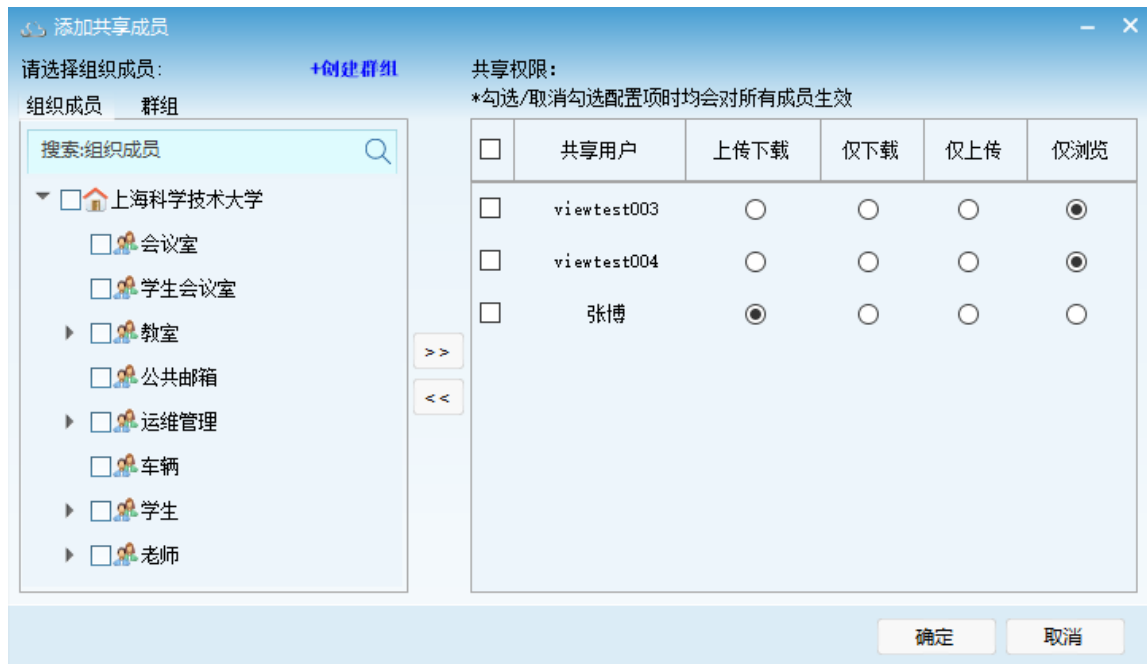 添加共享成员
请选择组织成员:
+创建群组
组织成员 群组
搜索:组织成员
上海科学技术大学
会议室
学生会议室
教室
公共邮箱
运维管理
车辆
学生
老师
>>
<<
共享权限:
*勾选/取消勾选配置项时均会对所有成员生效
共享用户 上传下载 仅下载 仅上传 仅浏览
viewtest003
viewtest004
张博
确定 取消